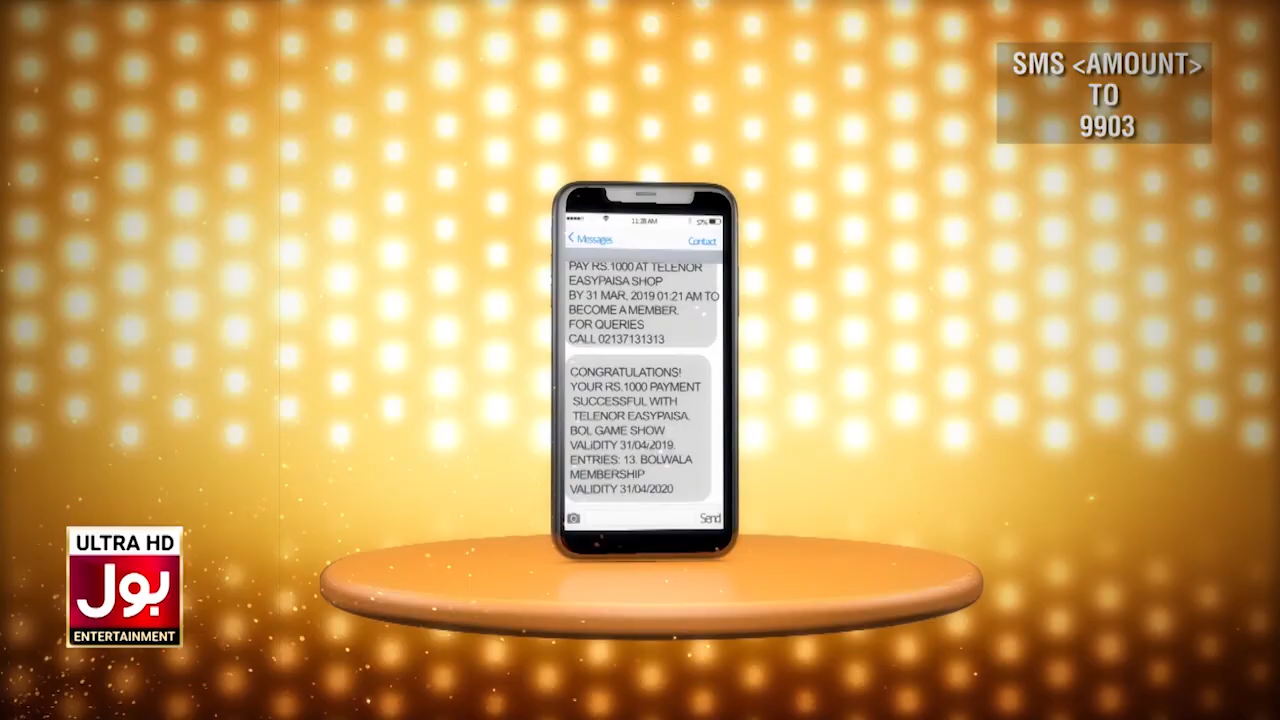 SMS <AMOUNT>
TO
9903
11:28 AM
17%
Messages
Contact
PAY RS.1000 AT TELENOR
EASYPAISA SHOP
BY 31 MAR, 2019 01:21 AM TO
BECOME A MEMBER.
FOR QUERIES
CALL 02137131313
CONGRATULATIONS!
YOUR RS.1000 PAYMENT
SUCCESSFUL WITH
TELENOR EASYPAISA.
BOL GAME SHOW
VALIDITY 31/04/2019.
ENTRIES: 13. BOLWALA
MEMBERSHIP
VALIDITY 31/04/2020
Send
ULTRA HD
بول
ENTERTAINMENT